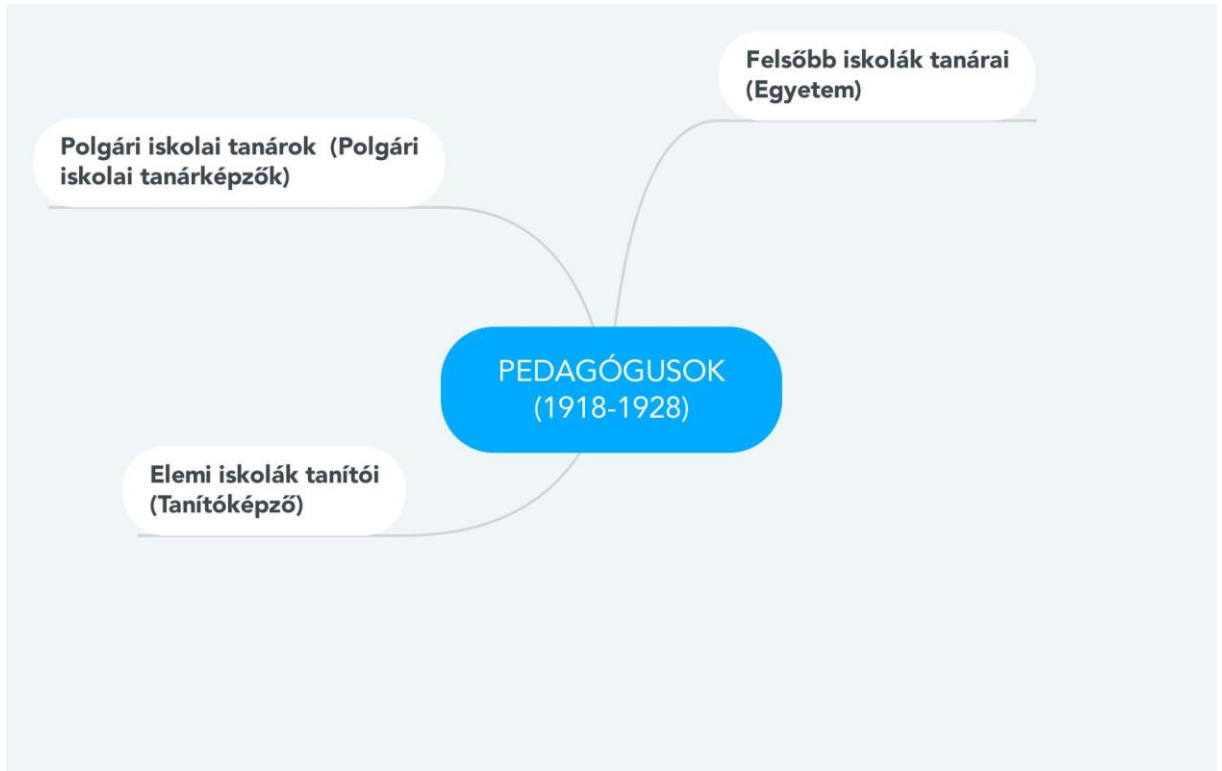 Felsőbb iskolák tanárai
(Egyetem)
Polgári iskolai tanárok  (Polgári
iskolai tanárképzők)
PEDAGÓGUSOK
(1918-1928)
Elemi iskolák tanítói
(Tanítóképző)